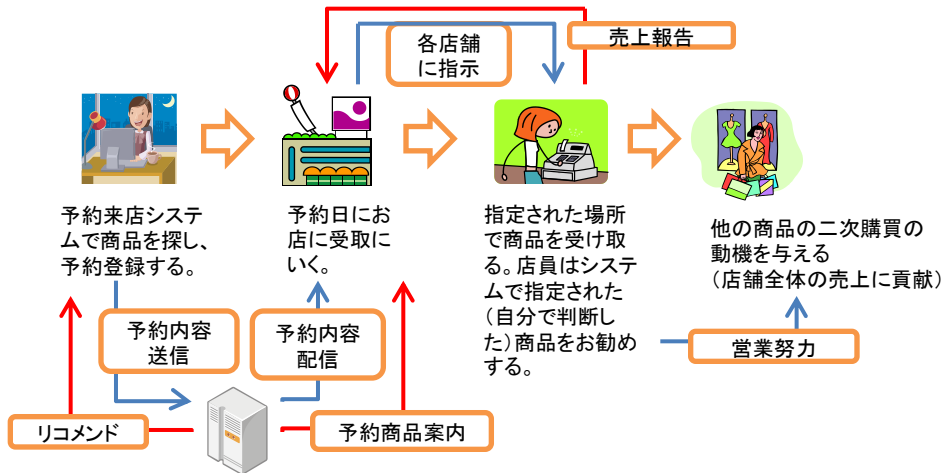 各店舗
に指示
売上報告
予約来店システ
ムで商品を探し、
予約登録する。
予約日にお
店に受取に
いく。
指定された場所
で商品を受け取
る。店員はシステ
ムで指定された
(自分で判断し
た)商品をお勧め
する。
他の商品の二次購買の
動機を与える
(店舗全体の売上に貢献)
予約内容
送信
予約内容
配信
営業努力
リコメンド
予約商品案内